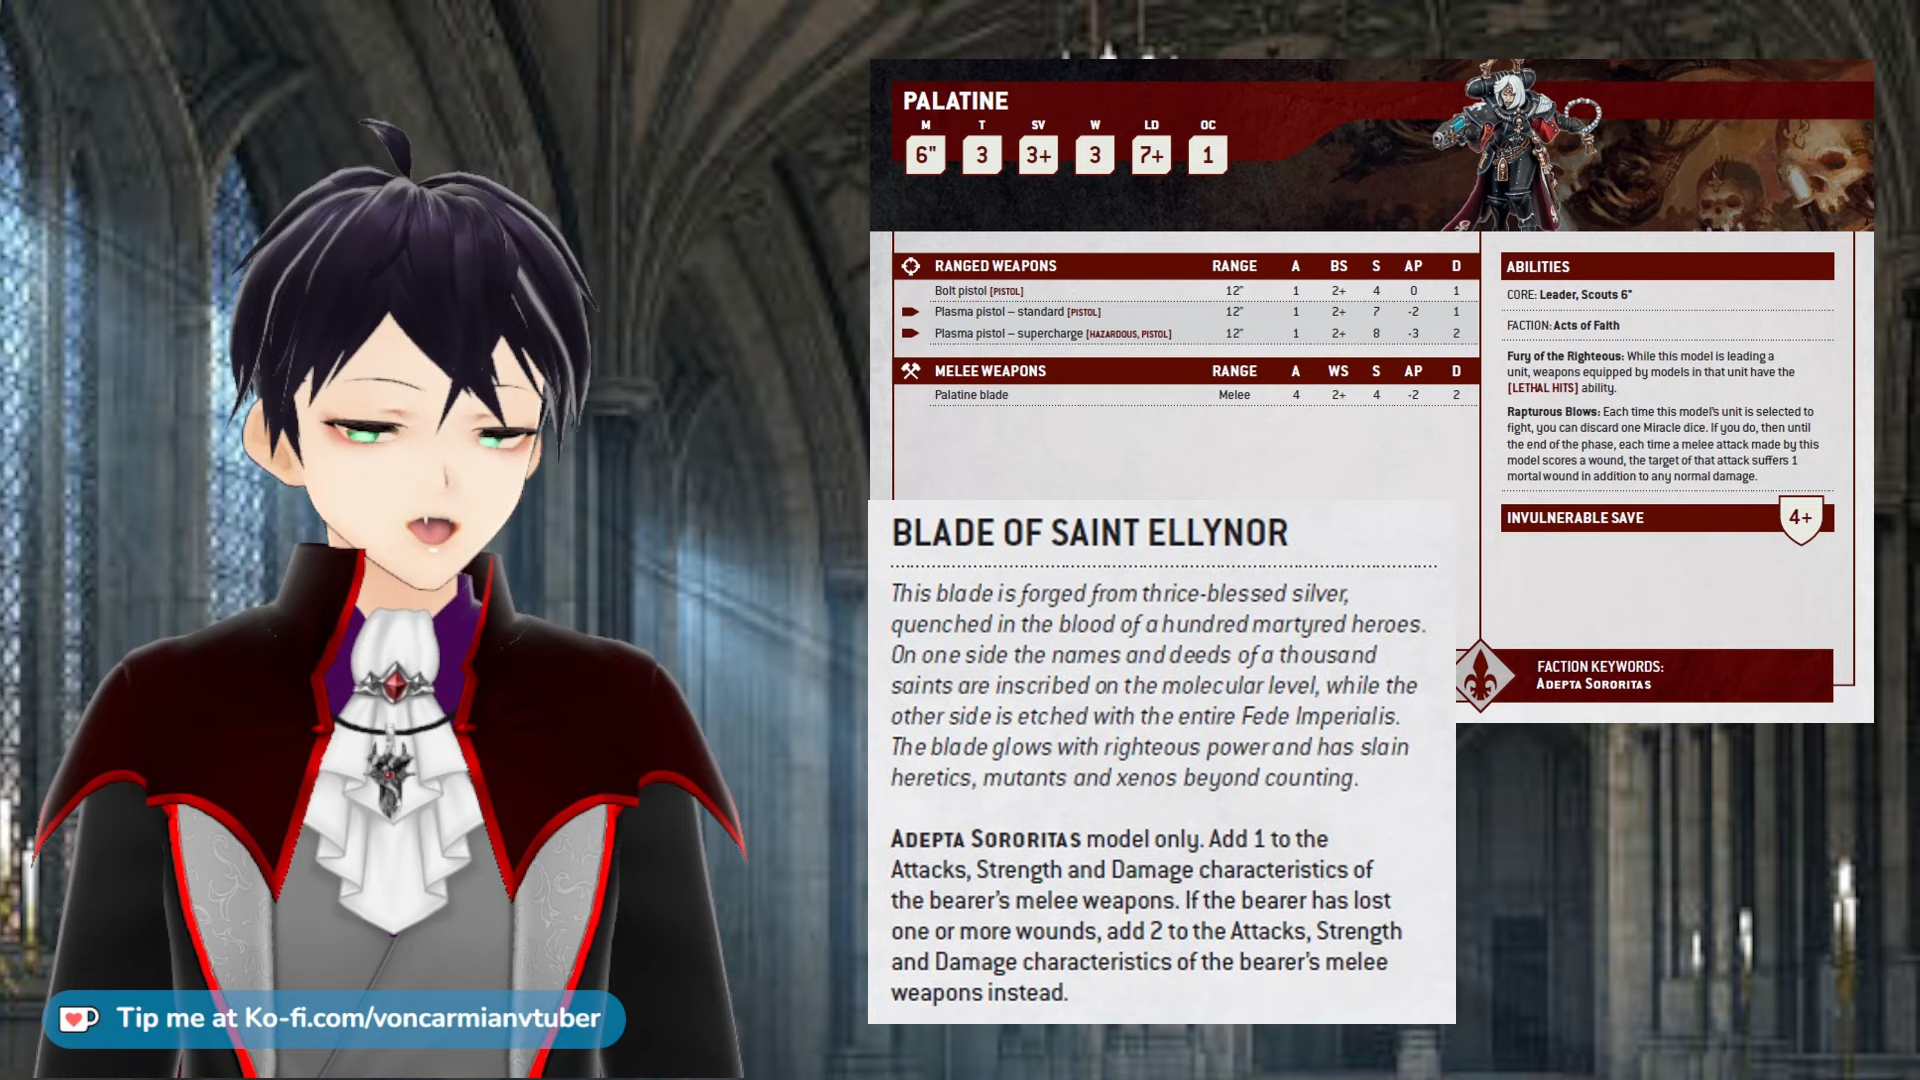 PALATINE
M T SV W LD OC
6" 3 3+ 3 7+ 1
RANGED WEAPONS RANGE A BS S AP D
Bolt pistol [PISTOL] 12" 1 2+ 4 0 1
Plasma pistol – standard [PISTOL] 12" 1 2+ 7 -2 1
Plasma pistol – supercharge [HAZARDOUS, PISTOL] 12" 1 2+ 8 -3 2
MELEE WEAPONS RANGE A WS S AP D
Palatine blade Melee 4 2+ 4 -2 2
ABILITIES
CORE: Leader, Scouts 6"
FACTION: Acts of Faith
Fury of the Righteous: While this model is leading a
unit, weapons equipped by models in that unit have the
[LETHAL HITS] ability.
Rapturous Blows: Each time this model's unit is selected to
fight, you can discard one Miracle dice. If you do, then until
the end of the phase, each time a melee attack made by this
model scores a wound, the target of that attack suffers 1
mortal wound in addition to any normal damage.
INVULNERABLE SAVE 4+
FACTION KEYWORDS:
ADEPTA SORORITAS
BLADE OF SAINT ELLYNOR
This blade is forged from thrice-blessed silver,
quenched in the blood of a hundred martyred heroes.
On one side the names and deeds of a thousand
saints are inscribed on the molecular level, while the
other side is etched with the entire Fede Imperialis.
The blade glows with righteous power and has slain
heretics, mutants and xenos beyond counting.
ADEPTA SORORITAS model only. Add 1 to the
Attacks, Strength and Damage characteristics of
the bearer's melee weapons. If the bearer has lost
one or more wounds, add 2 to the Attacks, Strength
and Damage characteristics of the bearer's melee
weapons instead.
Tip me at Ko-fi.com/voncarmianvtuber